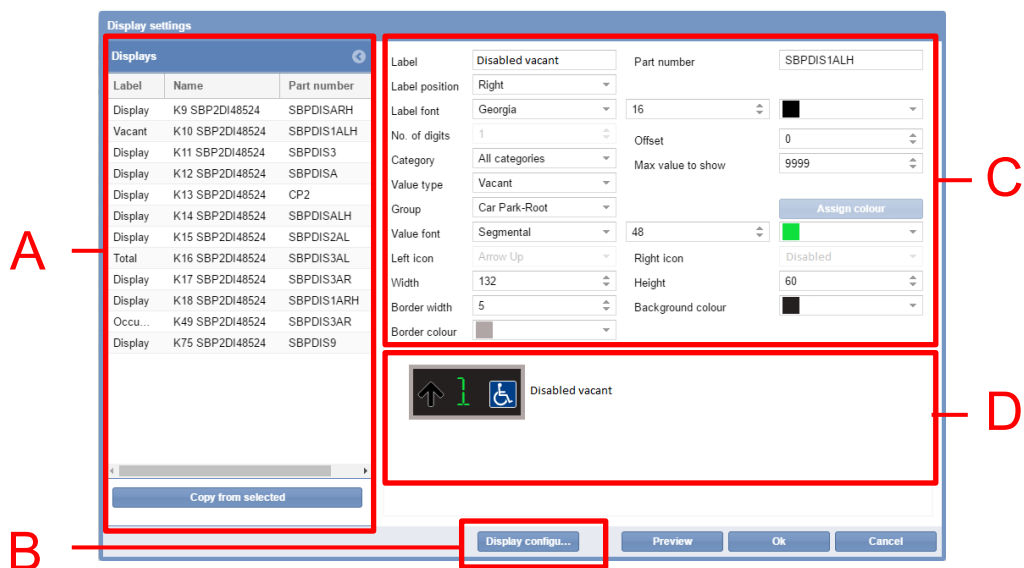 Display settings
Displays
Label Name Part number
Display K9 SBP2DI48524 SBPDISARH
Vacant K10 SBP2DI48524 SBPDIS1ALH
Display K11 SBP2DI48524 SBPDIS3
Display K12 SBP2DI48524 SBPDISA
Display K13 SBP2DI48524 CP2
Display K14 SBP2DI48524 SBPDISALH
Display K15 SBP2DI48524 SBPDIS2AL
Total K16 SBP2DI48524 SBPDIS3AL
Display K17 SBP2DI48524 SBPDIS3AR
Display K18 SBP2DI48524 SBPDIS1ARH
Occu... K49 SBP2DI48524 SBPDIS3AR
Display K75 SBP2DI48524 SBPDIS9
Copy from selected
A
Label Disabled vacant Part number SBPDIS1ALH
Label position Right
Label font Georgia 16
No. of digits 1 Offset 0
Category All categories Max value to show 9999
Value type Vacant
Group Car Park-Root Assign colour
Value font Segmental 48
Left icon Arrow Up Right icon Disabled
Width 132 Height 60
Border width 5 Background colour
Border colour
C
1 Disabled vacant
D
B
Display configu... Preview Ok Cancel